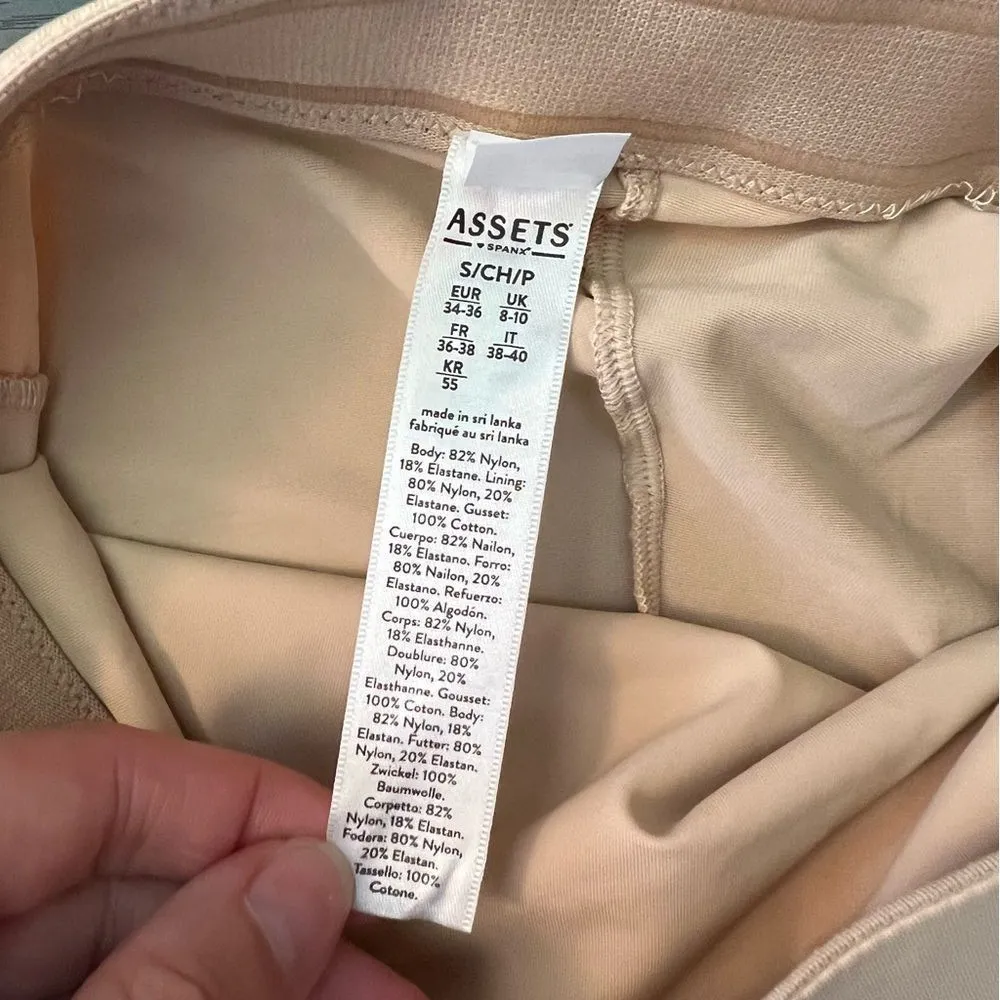 ASSETS
SPANX
S/CH/P
EUR UK
34-36 8-10
FR IT
36-38 38-40
KR
55
made in sri lanka
fabriqué au sri lanka
Body: 82% Nylon,
18% Elastane. Lining:
80% Nylon, 20%
Elastane. Gusset:
100% Cotton.
Cuerpo: 82% Nailon,
18% Elastano. Forro:
80% Nailon, 20%
Elastano. Refuerzo:
100% Algodón.
Corps: 82% Nylon,
18% Elasthanne.
Doublure: 80%
Nylon, 20%
Elasthanne. Gousset:
100% Coton. Body:
82% Nylon, 18%
Elastan. Futter: 80%
Nylon, 20% Elastan.
Zwickel: 100%
Baumwolle.
Corpetto: 82%
Nylon, 18% Elastan.
Fodera: 80% Nylon,
20% Elastan.
Tassello: 100%
Cotone.